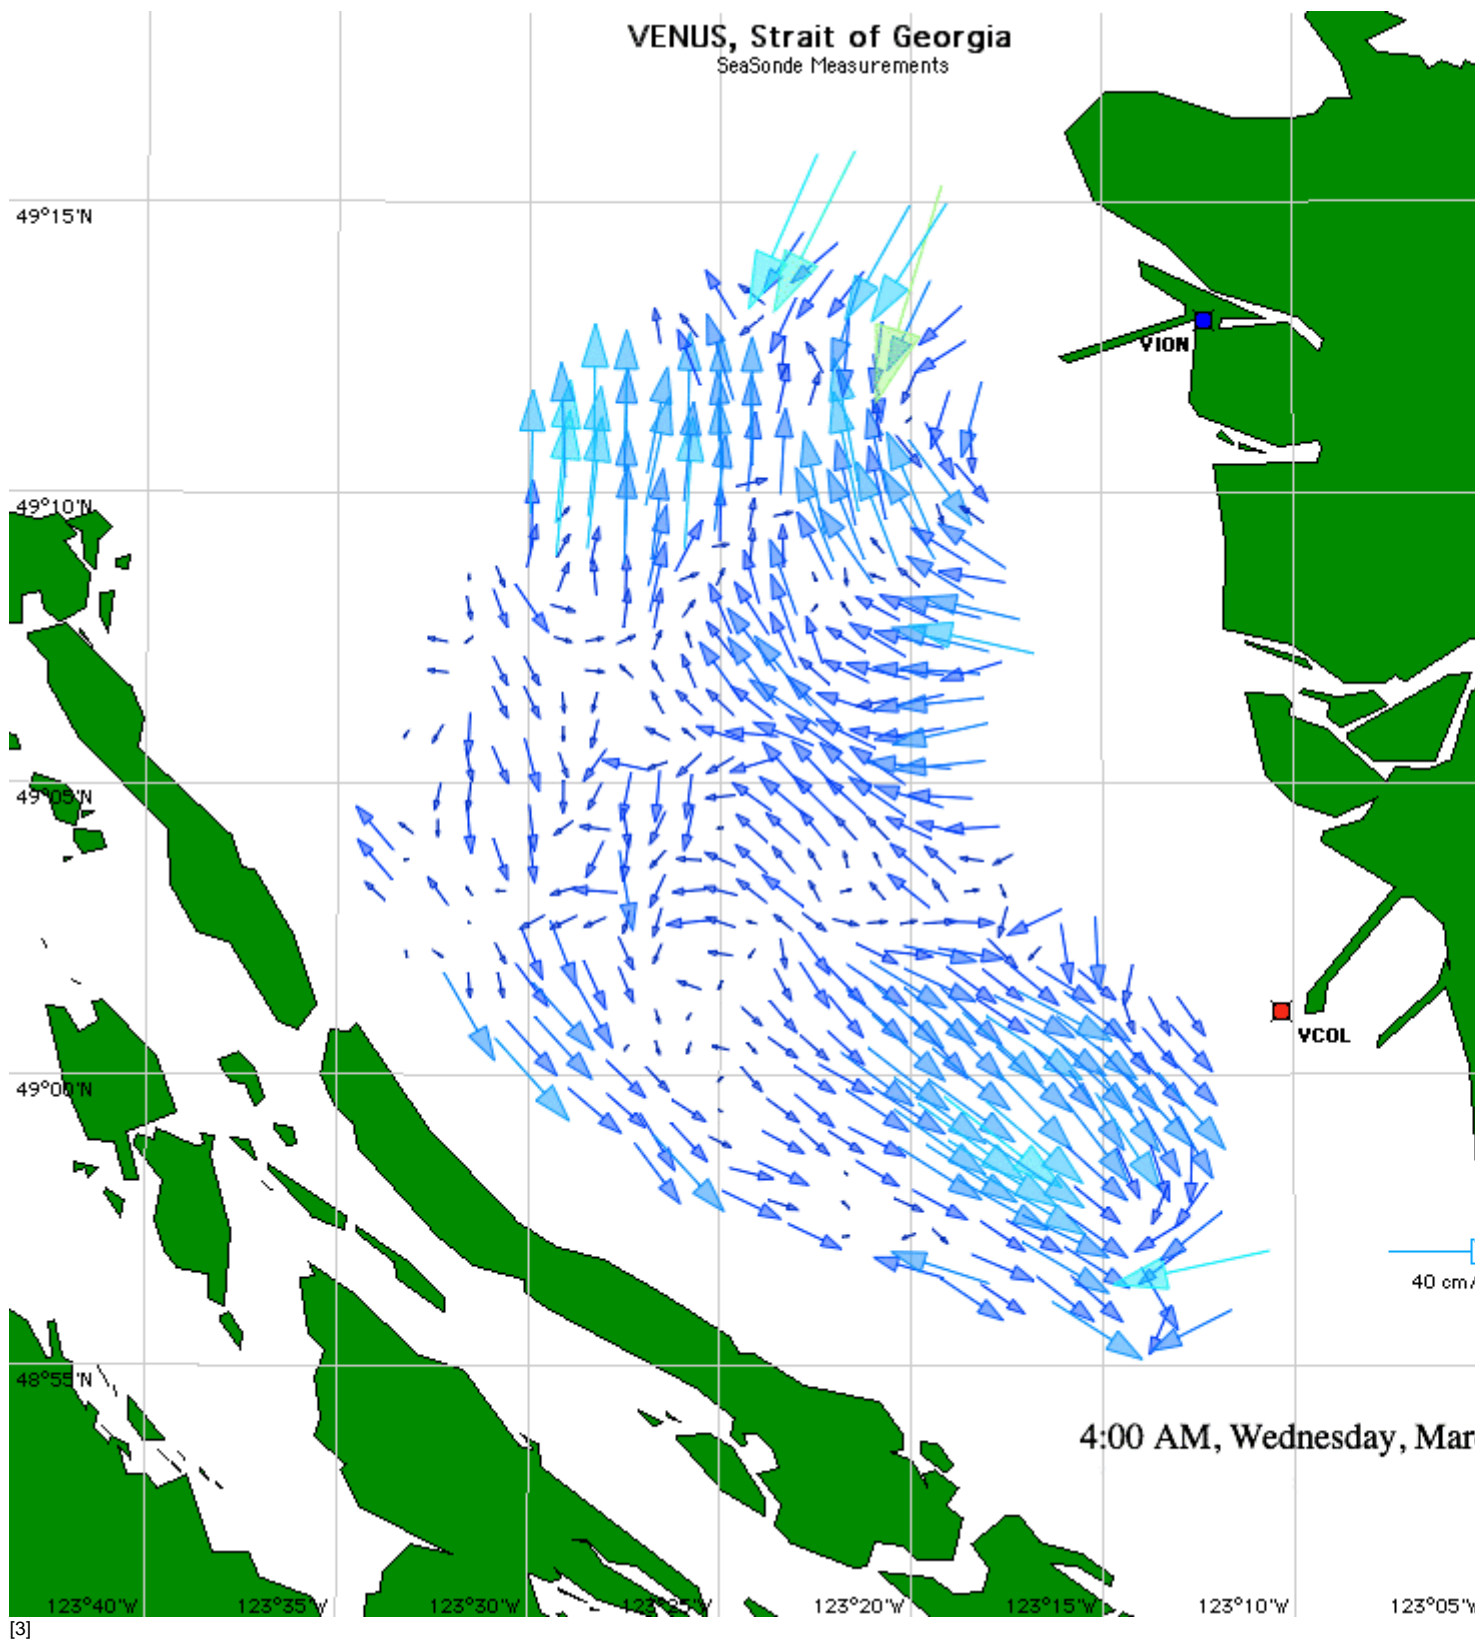 VENUS, Strait of Georgia
SeaSonde Measurements
49°15'N
VION
49°10'N
49°05'N
VCOL
49°00'N
40 cm/
48°55'N
4:00 AM, Wednesday, Mar
123°40'W 123°35'W 123°30'W 123°25'W 123°20'W 123°15'W 123°10'W 123°05'W
[3]